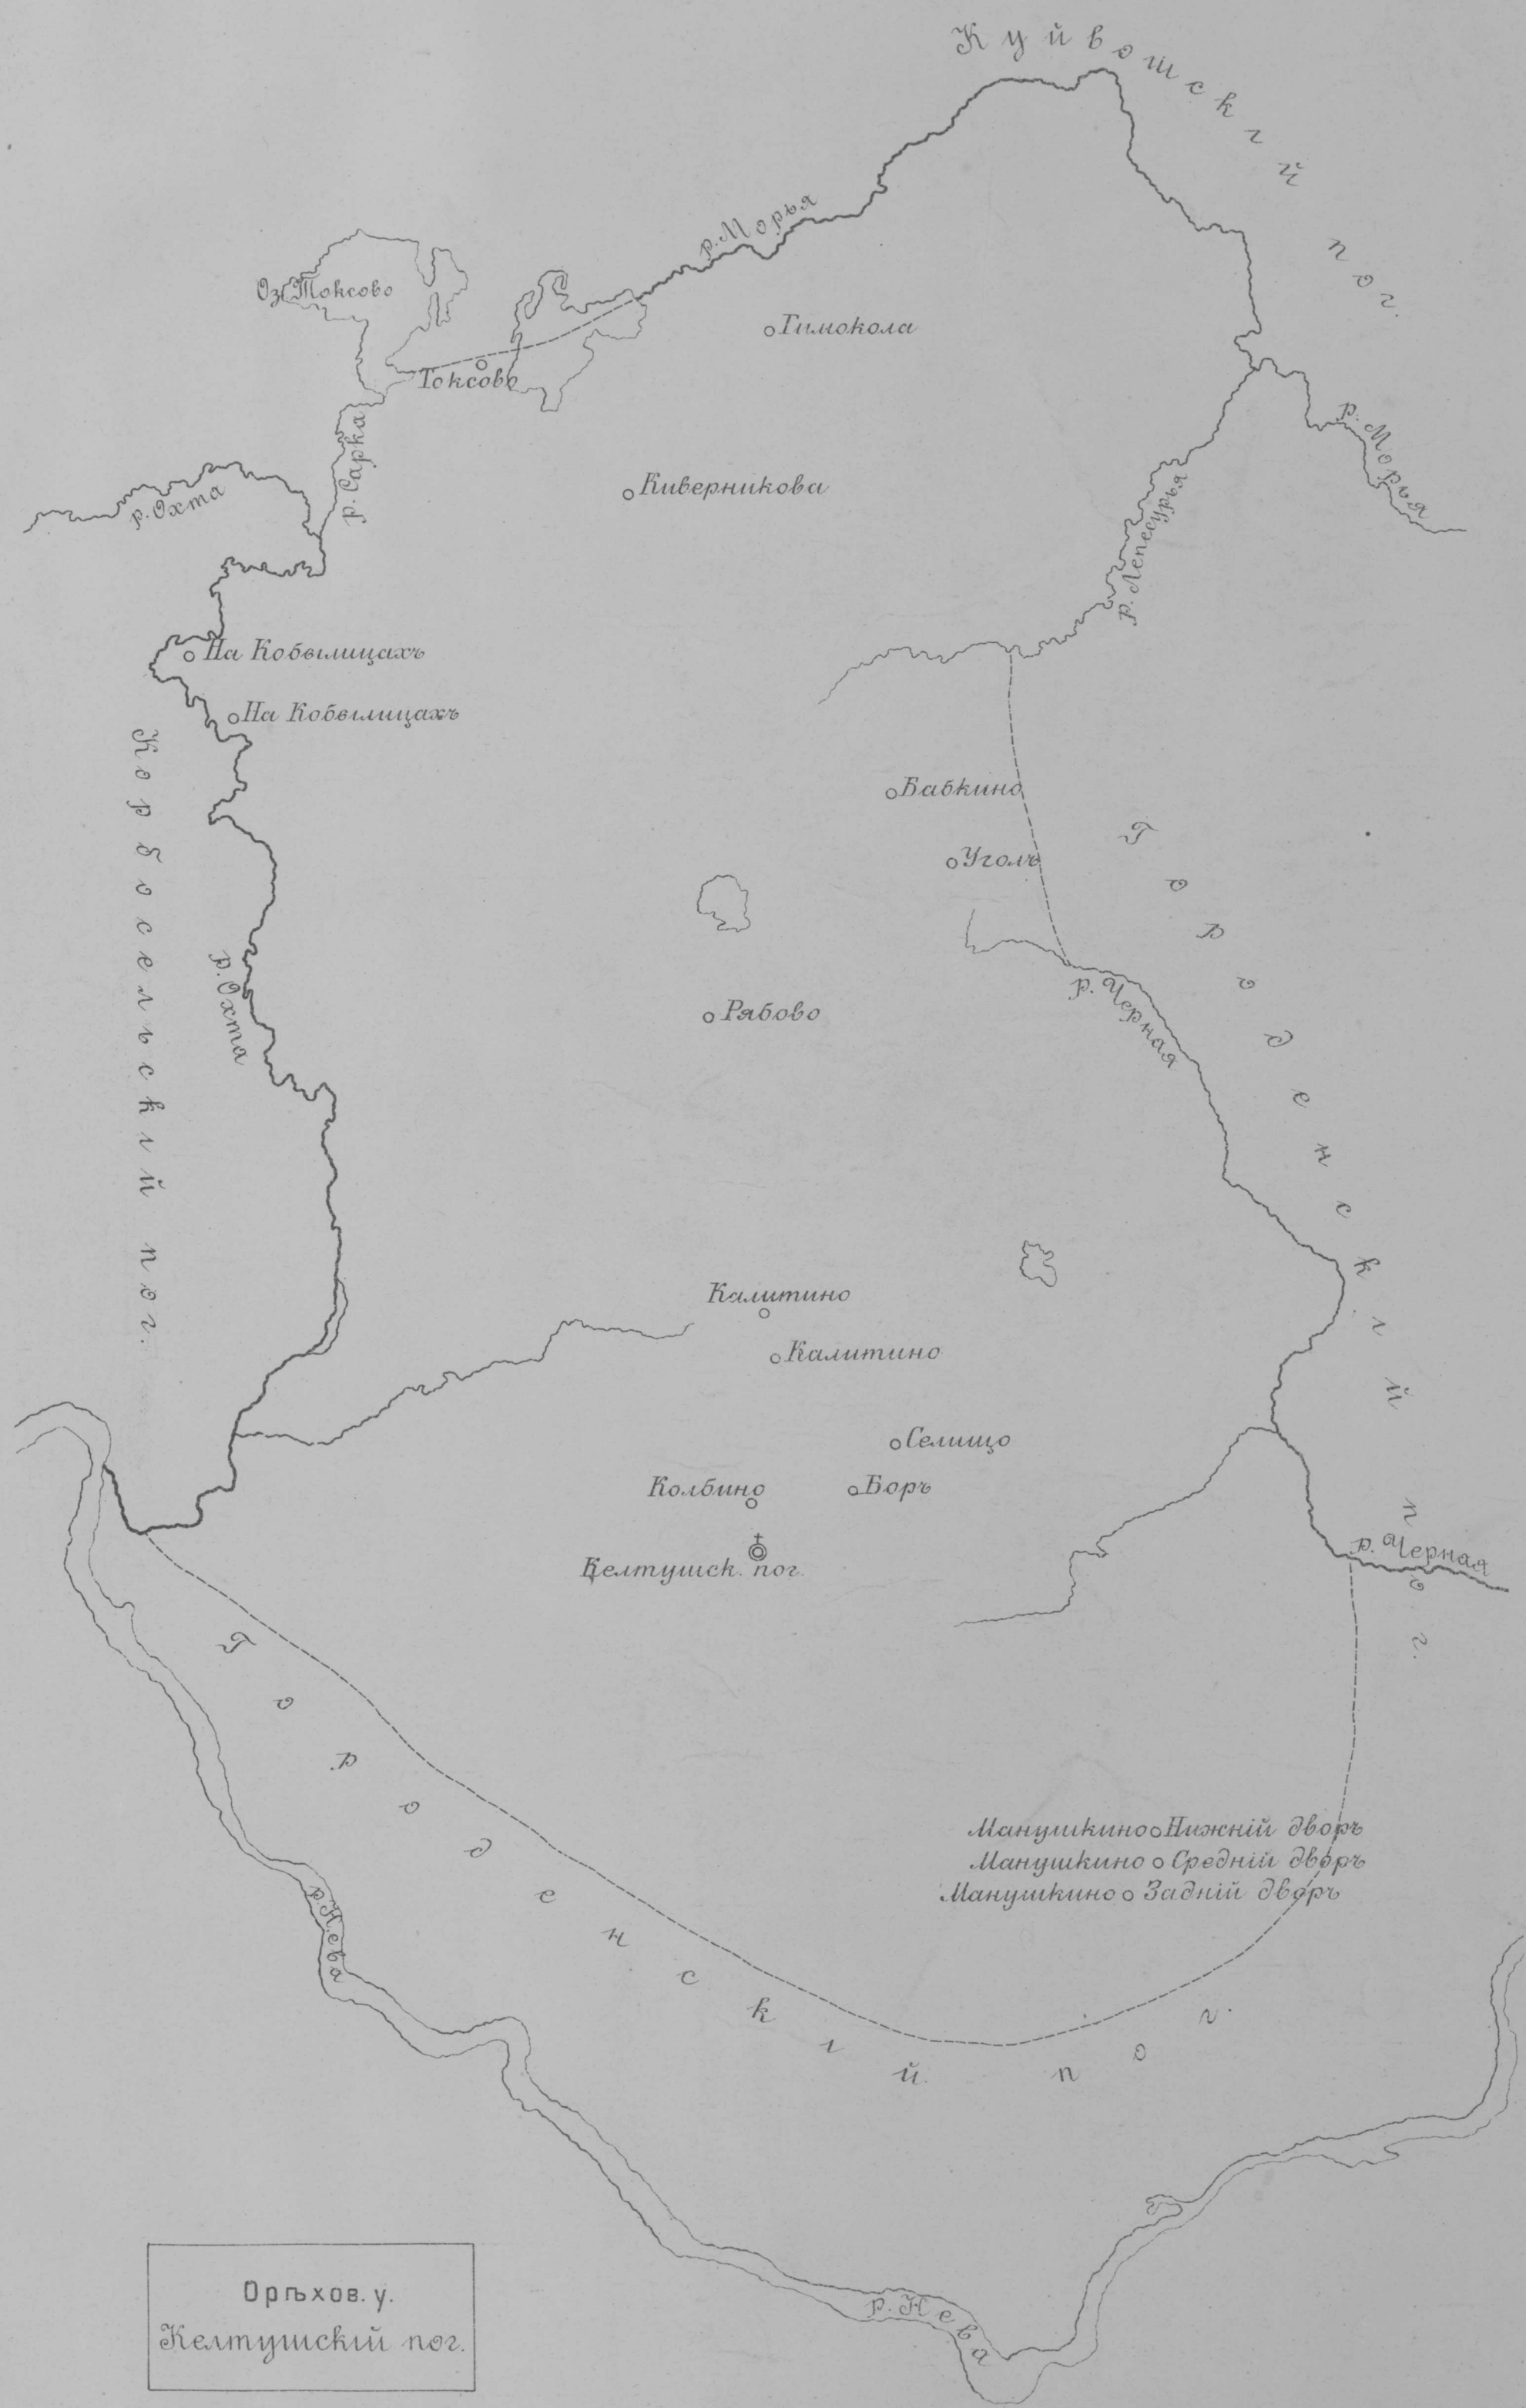 Куйвошскій пог.
р. Морья
Оз. Токсово
Гимокола
Токсово
р. Сарка
р. Морья
Киверникова
р. Охта
р. Лепесурья
На Кобылицахъ
На Кобылицахъ
Корбосельскій пог.
Бабкино
Уголъ
Городенскій пог.
р. Охта
р. Черная
Рябово
Калитино
Калитино
Селищо
Колбино
Боръ
р. Черная
Келтушск. пог.
Городенскій пог.
Манушкино Нижній дворъ
Манушкино Средній дворъ
Манушкино Задній дворъ
р. Нева
р. Нева
Орѣхов. у.
Келтушскій пог.